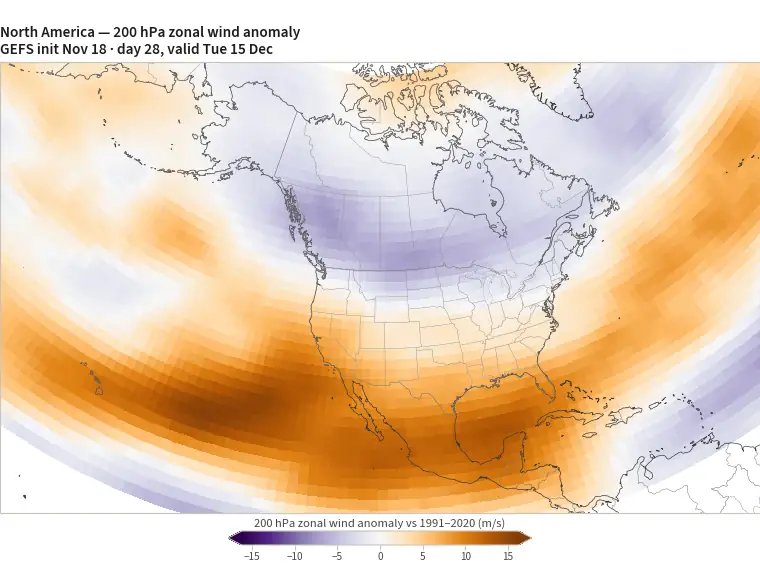 North America — 200 hPa zonal wind anomaly
GEFS init Nov 18 · day 28, valid Tue 15 Dec
200 hPa zonal wind anomaly vs 1991–2020 (m/s)
−15 −10 −5 0 5 10 15